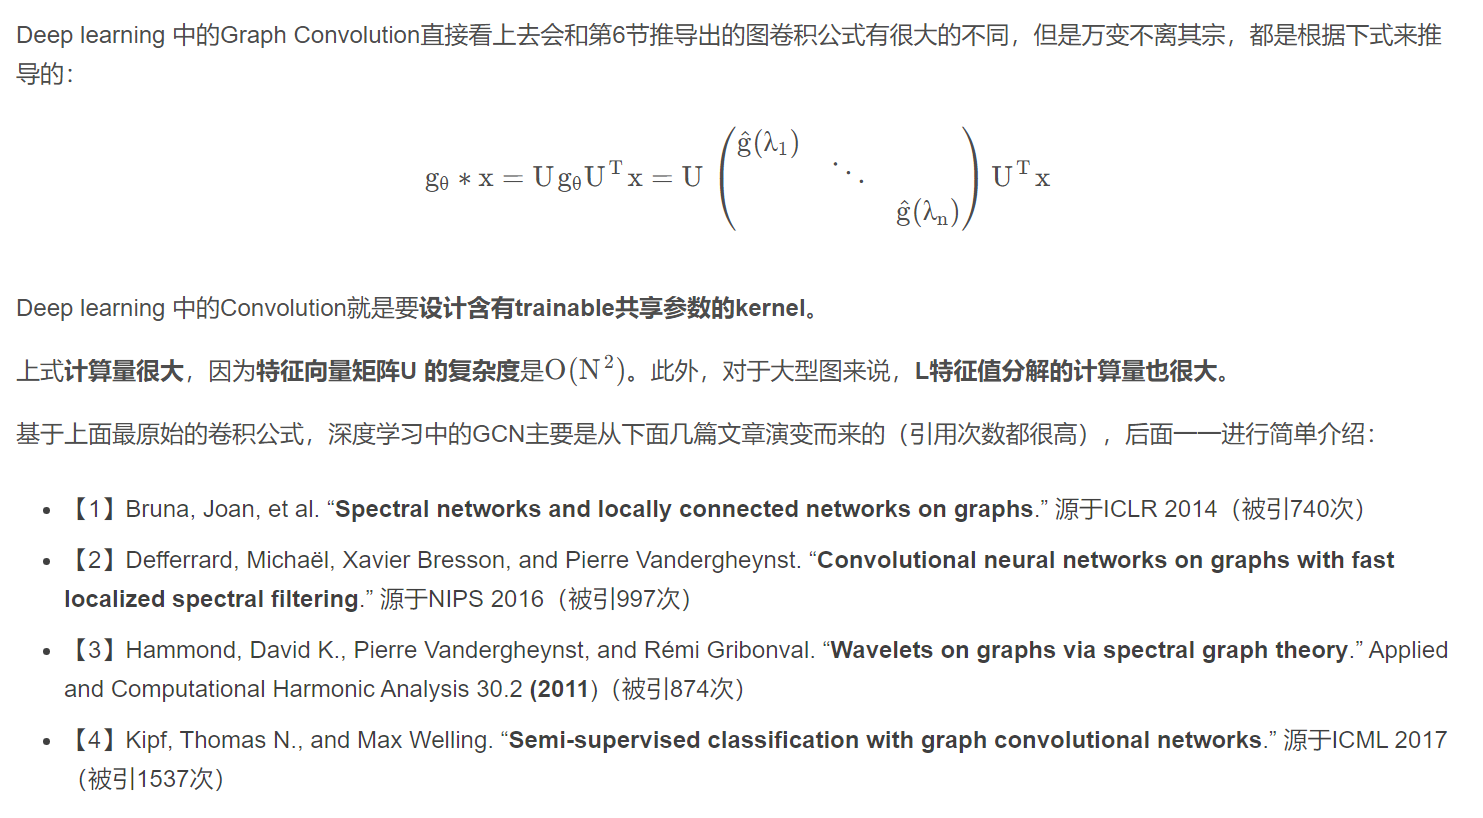 Deep learning 中的Graph Convolution直接看上去会和第6节推导出的图卷积公式有很大的不同，但是万变不离其宗，都是根据下式来推
导的：
g_θ * x = U g_θ U^T x = U ( ĝ(λ_1) ⋱ ĝ(λ_n) ) U^T x
Deep learning 中的Convolution就是要设计含有trainable共享参数的kernel。
上式计算量很大，因为特征向量矩阵U 的复杂度是O(N^2)。此外，对于大型图来说，L特征值分解的计算量也很大。
基于上面最原始的卷积公式，深度学习中的GCN主要是从下面几篇文章演变而来的（引用次数都很高），后面一一进行简单介绍：
• 【1】Bruna, Joan, et al. “Spectral networks and locally connected networks on graphs.” 源于ICLR 2014（被引740次）
• 【2】Defferrard, Michaël, Xavier Bresson, and Pierre Vandergheynst. “Convolutional neural networks on graphs with fast
localized spectral filtering.” 源于NIPS 2016（被引997次）
• 【3】Hammond, David K., Pierre Vandergheynst, and Rémi Gribonval. “Wavelets on graphs via spectral graph theory.” Applied
and Computational Harmonic Analysis 30.2 (2011)（被引874次）
• 【4】Kipf, Thomas N., and Max Welling. “Semi-supervised classification with graph convolutional networks.” 源于ICML 2017
（被引1537次）